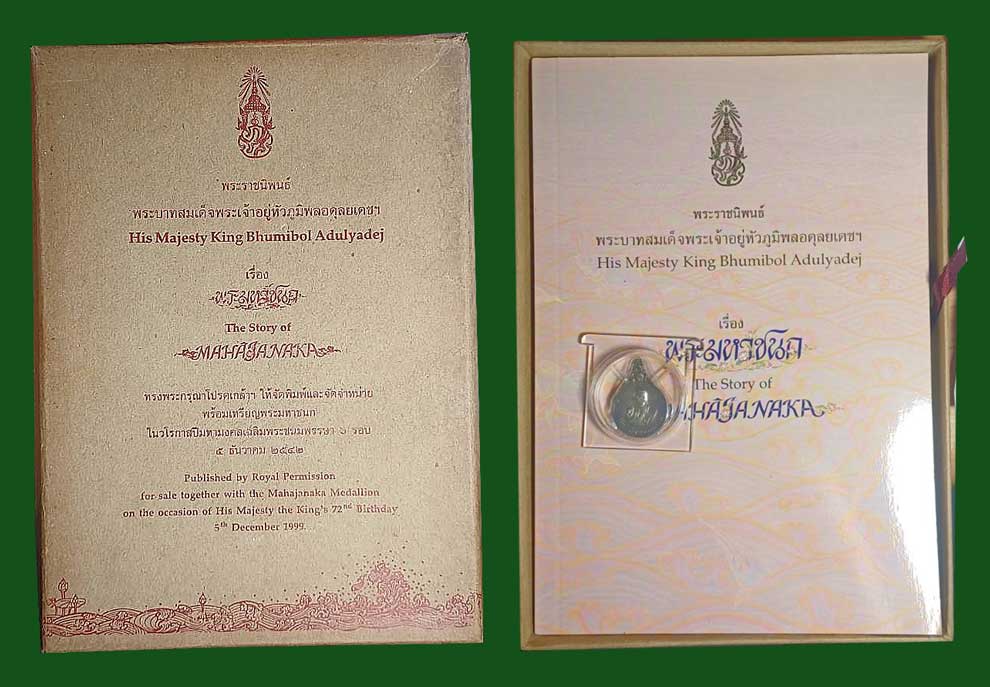 พระราชนิพนธ์
พระบาทสมเด็จพระเจ้าอยู่หัวภูมิพลอดุลยเดชฯ
His Majesty King Bhumibol Adulyadej
เรื่อง
พระมหาชนก
The Story of
MAHAJANAKA
ทรงพระกรุณาโปรดเกล้าฯ ให้จัดพิมพ์และจัดจำหน่าย
พร้อมเหรียญพระมหาชนก
ในวโรกาสปีมหามงคลเฉลิมพระชนมพรรษา ๖ รอบ
๕ ธันวาคม ๒๕๔๒
Published by Royal Permission
for sale together with the Mahajanaka Medallion
on the occasion of His Majesty the King's 72nd Birthday
5th December 1999.
พระราชนิพนธ์
พระบาทสมเด็จพระเจ้าอยู่หัวภูมิพลอดุลยเดชฯ
His Majesty King Bhumibol Adulyadej
เรื่อง
พระมหาชนก
The Story of
MAHAJANAKA